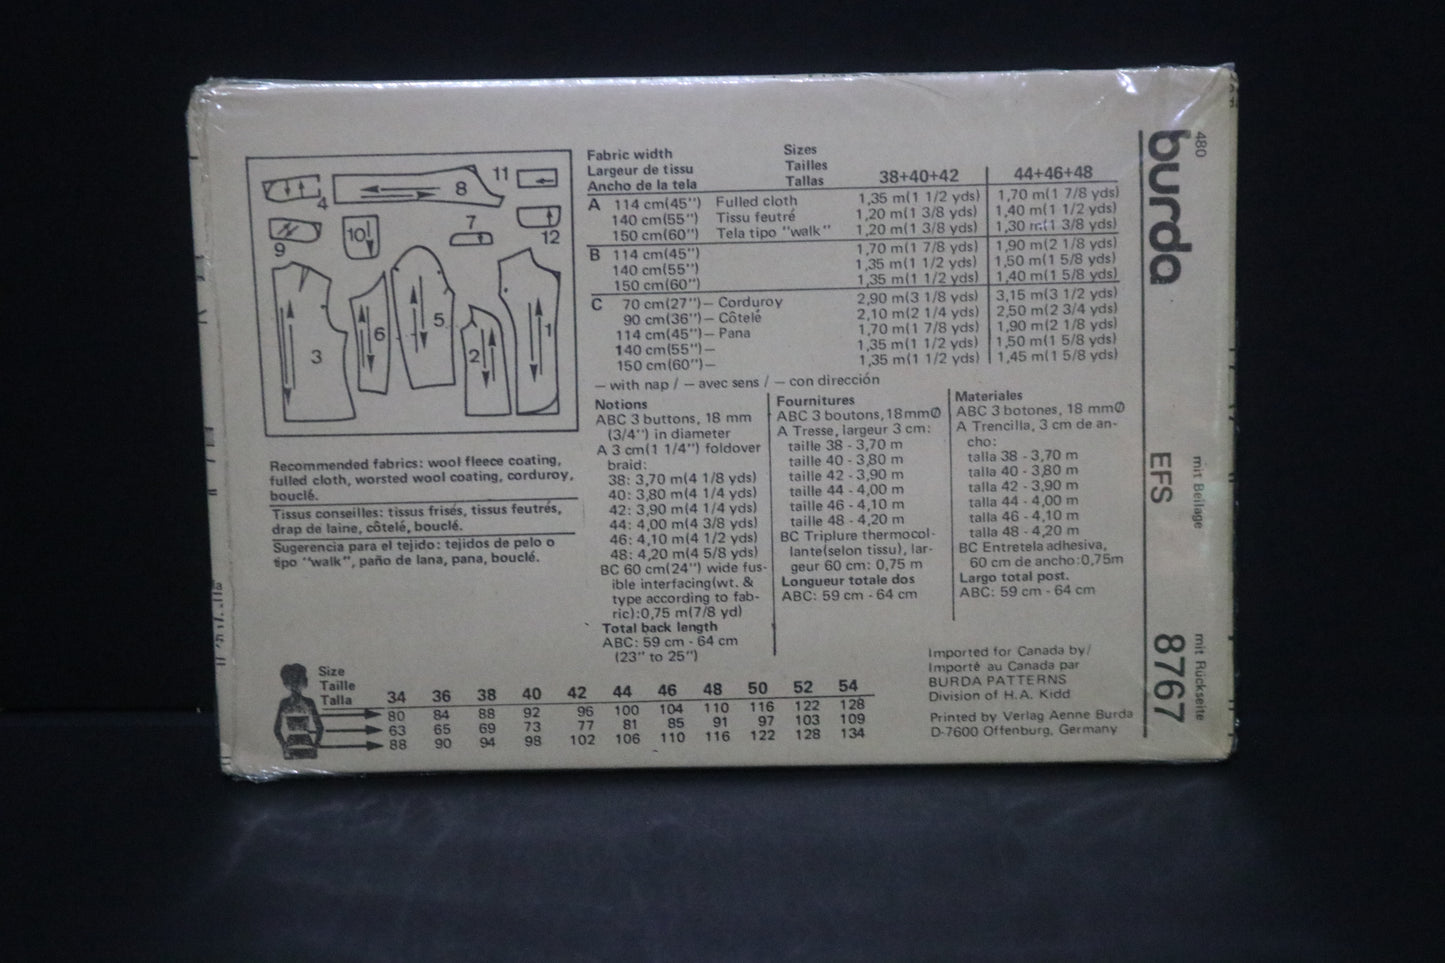 11
4
8
9
10
7
12
3
6
5
2
1
Recommended fabrics: wool fleece coating,
fulled cloth, worsted wool coating, corduroy,
bouclé.
Tissus conseilles: tissus frisés, tissus feutrés,
drap de laine, côtelé, bouclé.
Sugerencia para el tejido: tejidos de pelo o
tipo "walk", paño de lana, pana, bouclé.
Fabric width Sizes
Largeur de tissu Tailles
Ancho de la tela Tallas 38+40+42 44+46+48
A 114 cm(45") Fulled cloth 1,35 m(1 1/2 yds) 1,70 m(1 7/8 yds)
140 cm(55") Tissu feutré 1,20 m(1 3/8 yds) 1,40 m(1 1/2 yds)
150 cm(60") Tela tipo "walk" 1,20 m(1 3/8 yds) 1,30 m(1 3/8 yds)
B 114 cm(45") 1,70 m(1 7/8 yds) 1,90 m(2 1/8 yds)
140 cm(55") 1,35 m(1 1/2 yds) 1,50 m(1 5/8 yds)
150 cm(60") 1,35 m(1 1/2 yds) 1,40 m(1 5/8 yds)
C 70 cm(27")– Corduroy 2,90 m(3 1/8 yds) 3,15 m(3 1/2 yds)
90 cm(36")– Côtelé 2,10 m(2 1/4 yds) 2,50 m(2 3/4 yds)
114 cm(45")– Pana 1,70 m(1 7/8 yds) 1,90 m(2 1/8 yds)
140 cm(55")– 1,35 m(1 1/2 yds) 1,50 m(1 5/8 yds)
150 cm(60")– 1,35 m(1 1/2 yds) 1,45 m(1 5/8 yds)
– with nap / – avec sens / – con dirección
Notions
ABC 3 buttons, 18 mm
(3/4") in diameter
A 3 cm(1 1/4") foldover
braid:
38: 3,70 m(4 1/8 yds)
40: 3,80 m(4 1/4 yds)
42: 3,90 m(4 1/4 yds)
44: 4,00 m(4 3/8 yds)
46: 4,10 m(4 1/2 yds)
48: 4,20 m(4 5/8 yds)
BC 60 cm(24") wide fus-
ible interfacing(wt. &
type according to fab-
ric):0,75 m(7/8 yd)
Total back length
ABC: 59 cm - 64 cm
(23" to 25")
Fournitures
ABC 3 boutons, 18mmØ
A Tresse, largeur 3 cm:
taille 38 - 3,70 m
taille 40 - 3,80 m
taille 42 - 3,90 m
taille 44 - 4,00 m
taille 46 - 4,10 m
taille 48 - 4,20 m
BC Triplure thermocol-
lante(selon tissu), lar-
geur 60 cm: 0,75 m
Longueur totale dos
ABC: 59 cm - 64 cm
Materiales
ABC 3 botones, 18 mmØ
A Trencilla, 3 cm de an-
cho:
talla 38 - 3,70 m
talla 40 - 3,80 m
talla 42 - 3,90 m
talla 44 - 4,00 m
talla 46 - 4,10 m
talla 48 - 4,20 m
BC Entretela adhesiva,
60 cm de ancho:0,75m
Largo total post.
ABC: 59 cm - 64 cm
Size
Taille
Talla 34 36 38 40 42 44 46 48 50 52 54
80 84 88 92 96 100 104 110 116 122 128
63 65 69 73 77 81 85 91 97 103 109
88 90 94 98 102 106 110 116 122 128 134
Imported for Canada by/
Importé au Canada par
BURDA PATTERNS
Division of H.A. Kidd
Printed by Verlag Aenne Burda
D-7600 Offenburg, Germany
480
burda
EFS
mit Beilage
8767
mit Rückseite